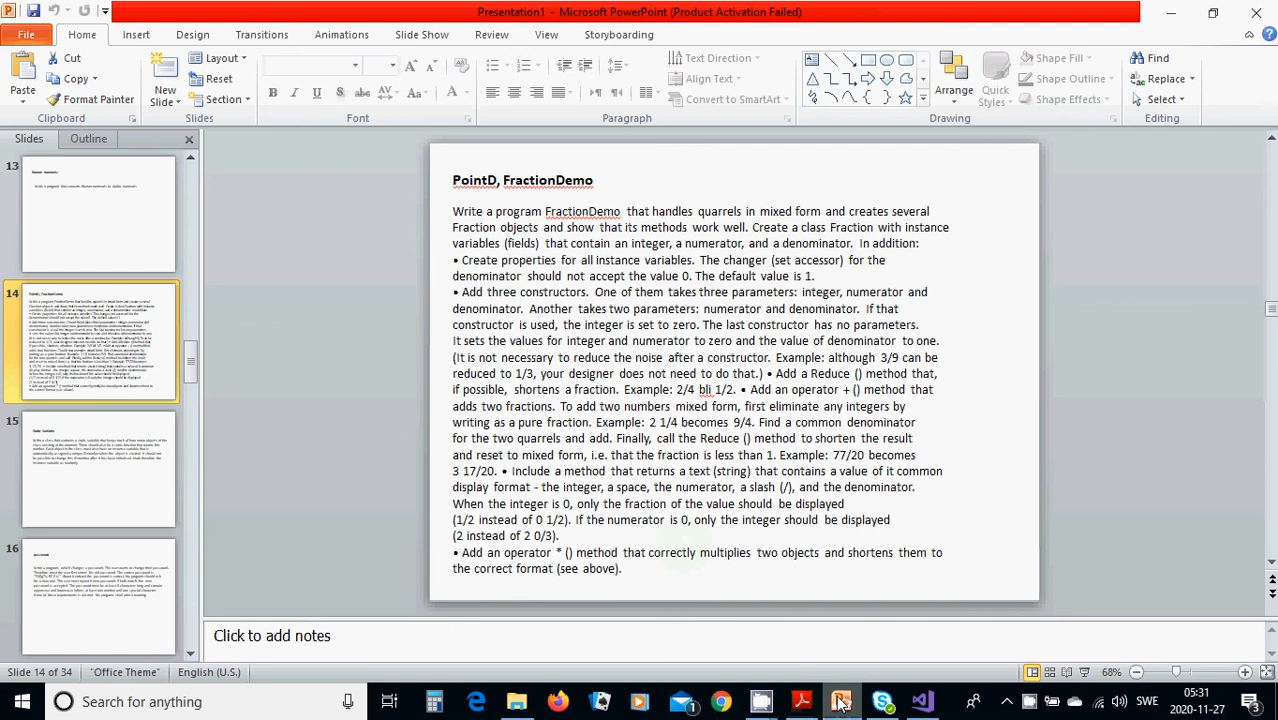 Presentation1 - Microsoft PowerPoint (Product Activation Failed)
File Home Insert Design Transitions Animations Slide Show Review View Storyboarding
Paste
Cut
Copy
Format Painter
Clipboard
New Slide
Layout
Reset
Section
Slides
Font
Paragraph
Text Direction
Align Text
Convert to SmartArt
Arrange
Quick Styles
Shape Fill
Shape Outline
Shape Effects
Drawing
Find
Replace
Select
Editing
Slides Outline
13
14
PointD, FractionDemo
15
Static Variables
16
PointD, FractionDemo
Write a program FractionDemo that handles quarrels in mixed form and creates several
Fraction objects and show that its methods work well. Create a class Fraction with instance
variables (fields) that contain an integer, a numerator, and a denominator. In addition:
• Create properties for all instance variables. The changer (set accessor) for the
denominator should not accept the value 0. The default value is 1.
• Add three constructors. One of them takes three parameters: integer, numerator and
denominator. Another takes two parameters: numerator and denominator. If that
constructor is used, the integer is set to zero. The last constructor has no parameters.
It sets the values for integer and numerator to zero and the value of denominator to one.
(It is not necessary to reduce the noise after a construction. Example: although 3/9 can be
reduced to 1/3, your designer does not need to do that!) • Add a Reduce () method that,
if possible, shortens a fraction. Example: 2/4 bli 1/2. • Add an operator + () method that
adds two fractions. To add two numbers mixed form, first eliminate any integers by
writing as a pure fraction. Example: 2 1/4 becomes 9/4. Find a common denominator
for the two quarrels and add. Finally, call the Reduce () method to shorten the result
and reset to mixed form, i.e. that the fraction is less than 1. Example: 77/20 becomes
3 17/20. • Include a method that returns a text (string) that contains a value of it common
display format - the integer, a space, the numerator, a slash (/), and the denominator.
When the integer is 0, only the fraction of the value should be displayed
(1/2 instead of 0 1/2). If the numerator is 0, only the integer should be displayed
(2 instead of 2 0/3).
• Add an operator * () method that correctly multiplies two objects and shortens them to
the correct format (see above).
Click to add notes
Slide 14 of 34 "Office Theme" English (U.S.) 68%
Search for anything
SWE
05:31
2020-11-27